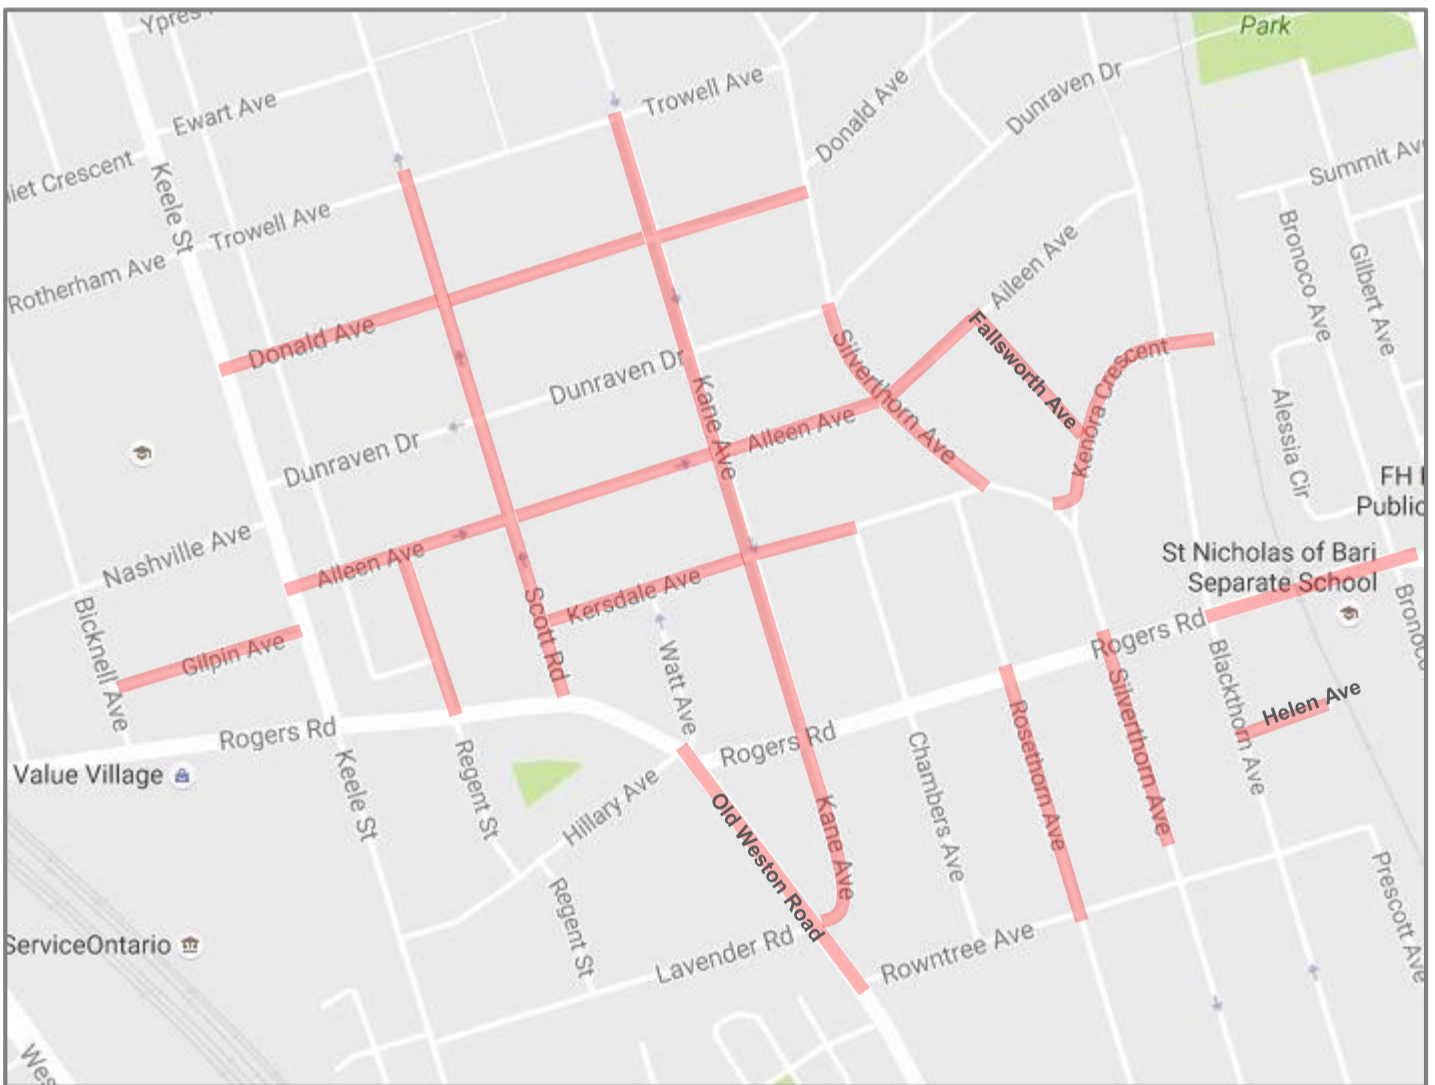 Ypres
Park
Ewart Ave
Trowell Ave
Donald Ave
Dunraven Dr
Summit Av
liet Crescent
Keele St
Trowell Ave
Aileen Ave
Bronoco Ave
Gilbert Ave
Rotherham Ave
Donald Ave
Dunraven Dr
Silverthorn Ave
Fallsworth Ave
Kenora Crescent
Kane Ave
Aileen Ave
Dunraven Dr
Alessia Cir
FH
Public
Nashville Ave
Aileen Ave
St Nicholas of Bari
Separate School
Bicknell Ave
Gilpin Ave
Scott Rd
Kersdale Ave
Watt Ave
Rogers Rd
Bronoco
Blackthorn Ave
Helen Ave
Rogers Rd
Rogers Rd
Silverthorn Ave
Rosethorn Ave
Chambers Ave
Value Village
Keele St
Regent St
Hillary Ave
Old Weston Road
Kane Ave
Prescott Ave
Regent St
ServiceOntario
Lavender Rd
Rowntree Ave
Wes